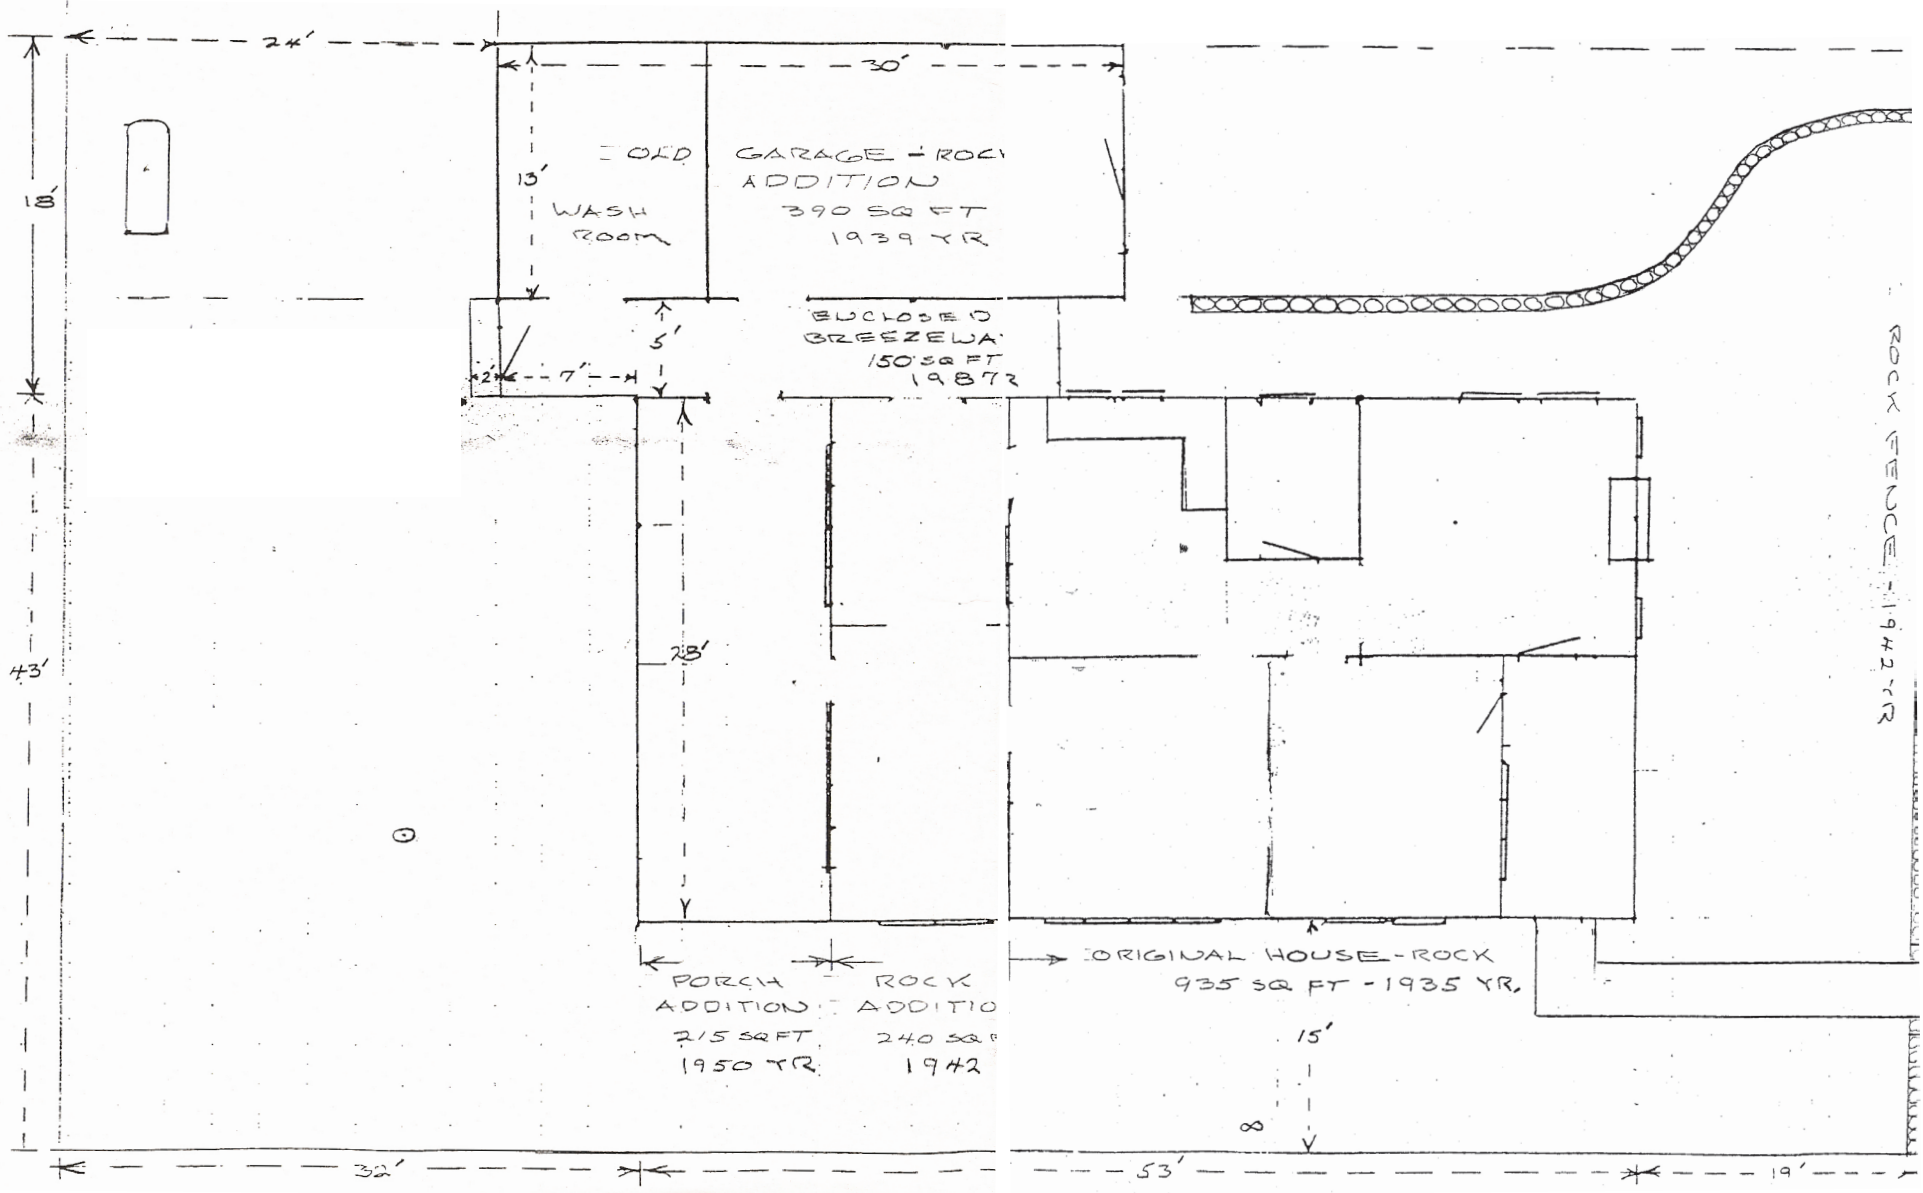 24'
30'
18'
13'
OLD GARAGE - ROCK
ADDITION
390 SQ FT
1939 YR
WASH
ROOM
ENCLOSED
BREEZEWA
150 SQ FT
1987
5'
2'
7'
ROCK FENCE - 1942 YR
28'
43'
PORCH
ADDITION
215 SQ FT
1950 YR.
ROCK
ADDITIO
240 SQ F
1942
ORIGINAL HOUSE - ROCK
935 SQ FT - 1935 YR.
15'
32'
53'
19'